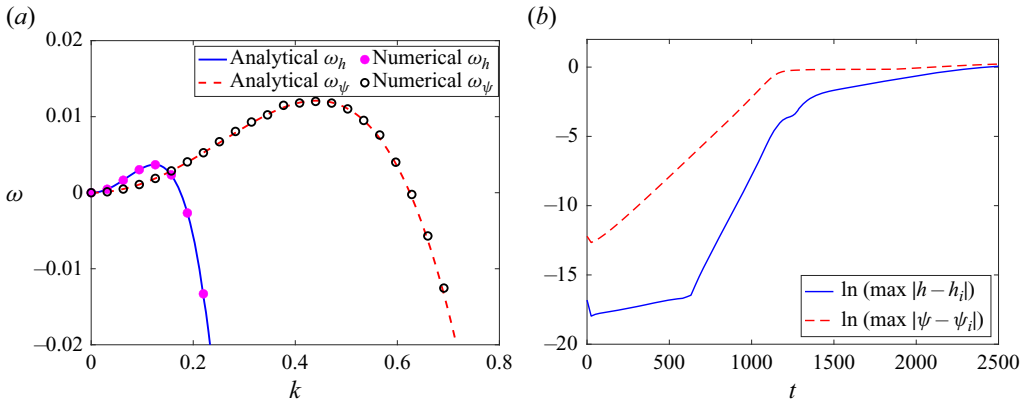 (a)
0.02
0.01
0
–0.01
–0.02
ω
Analytical ω_h
Numerical ω_h
Analytical ω_ψ
Numerical ω_ψ
0 0.2 0.4 0.6 0.8
k
(b)
0
–5
–10
–15
–20
ln (max |h – h_i|)
ln (max |ψ – ψ_i|)
0 500 1000 1500 2000 2500
t